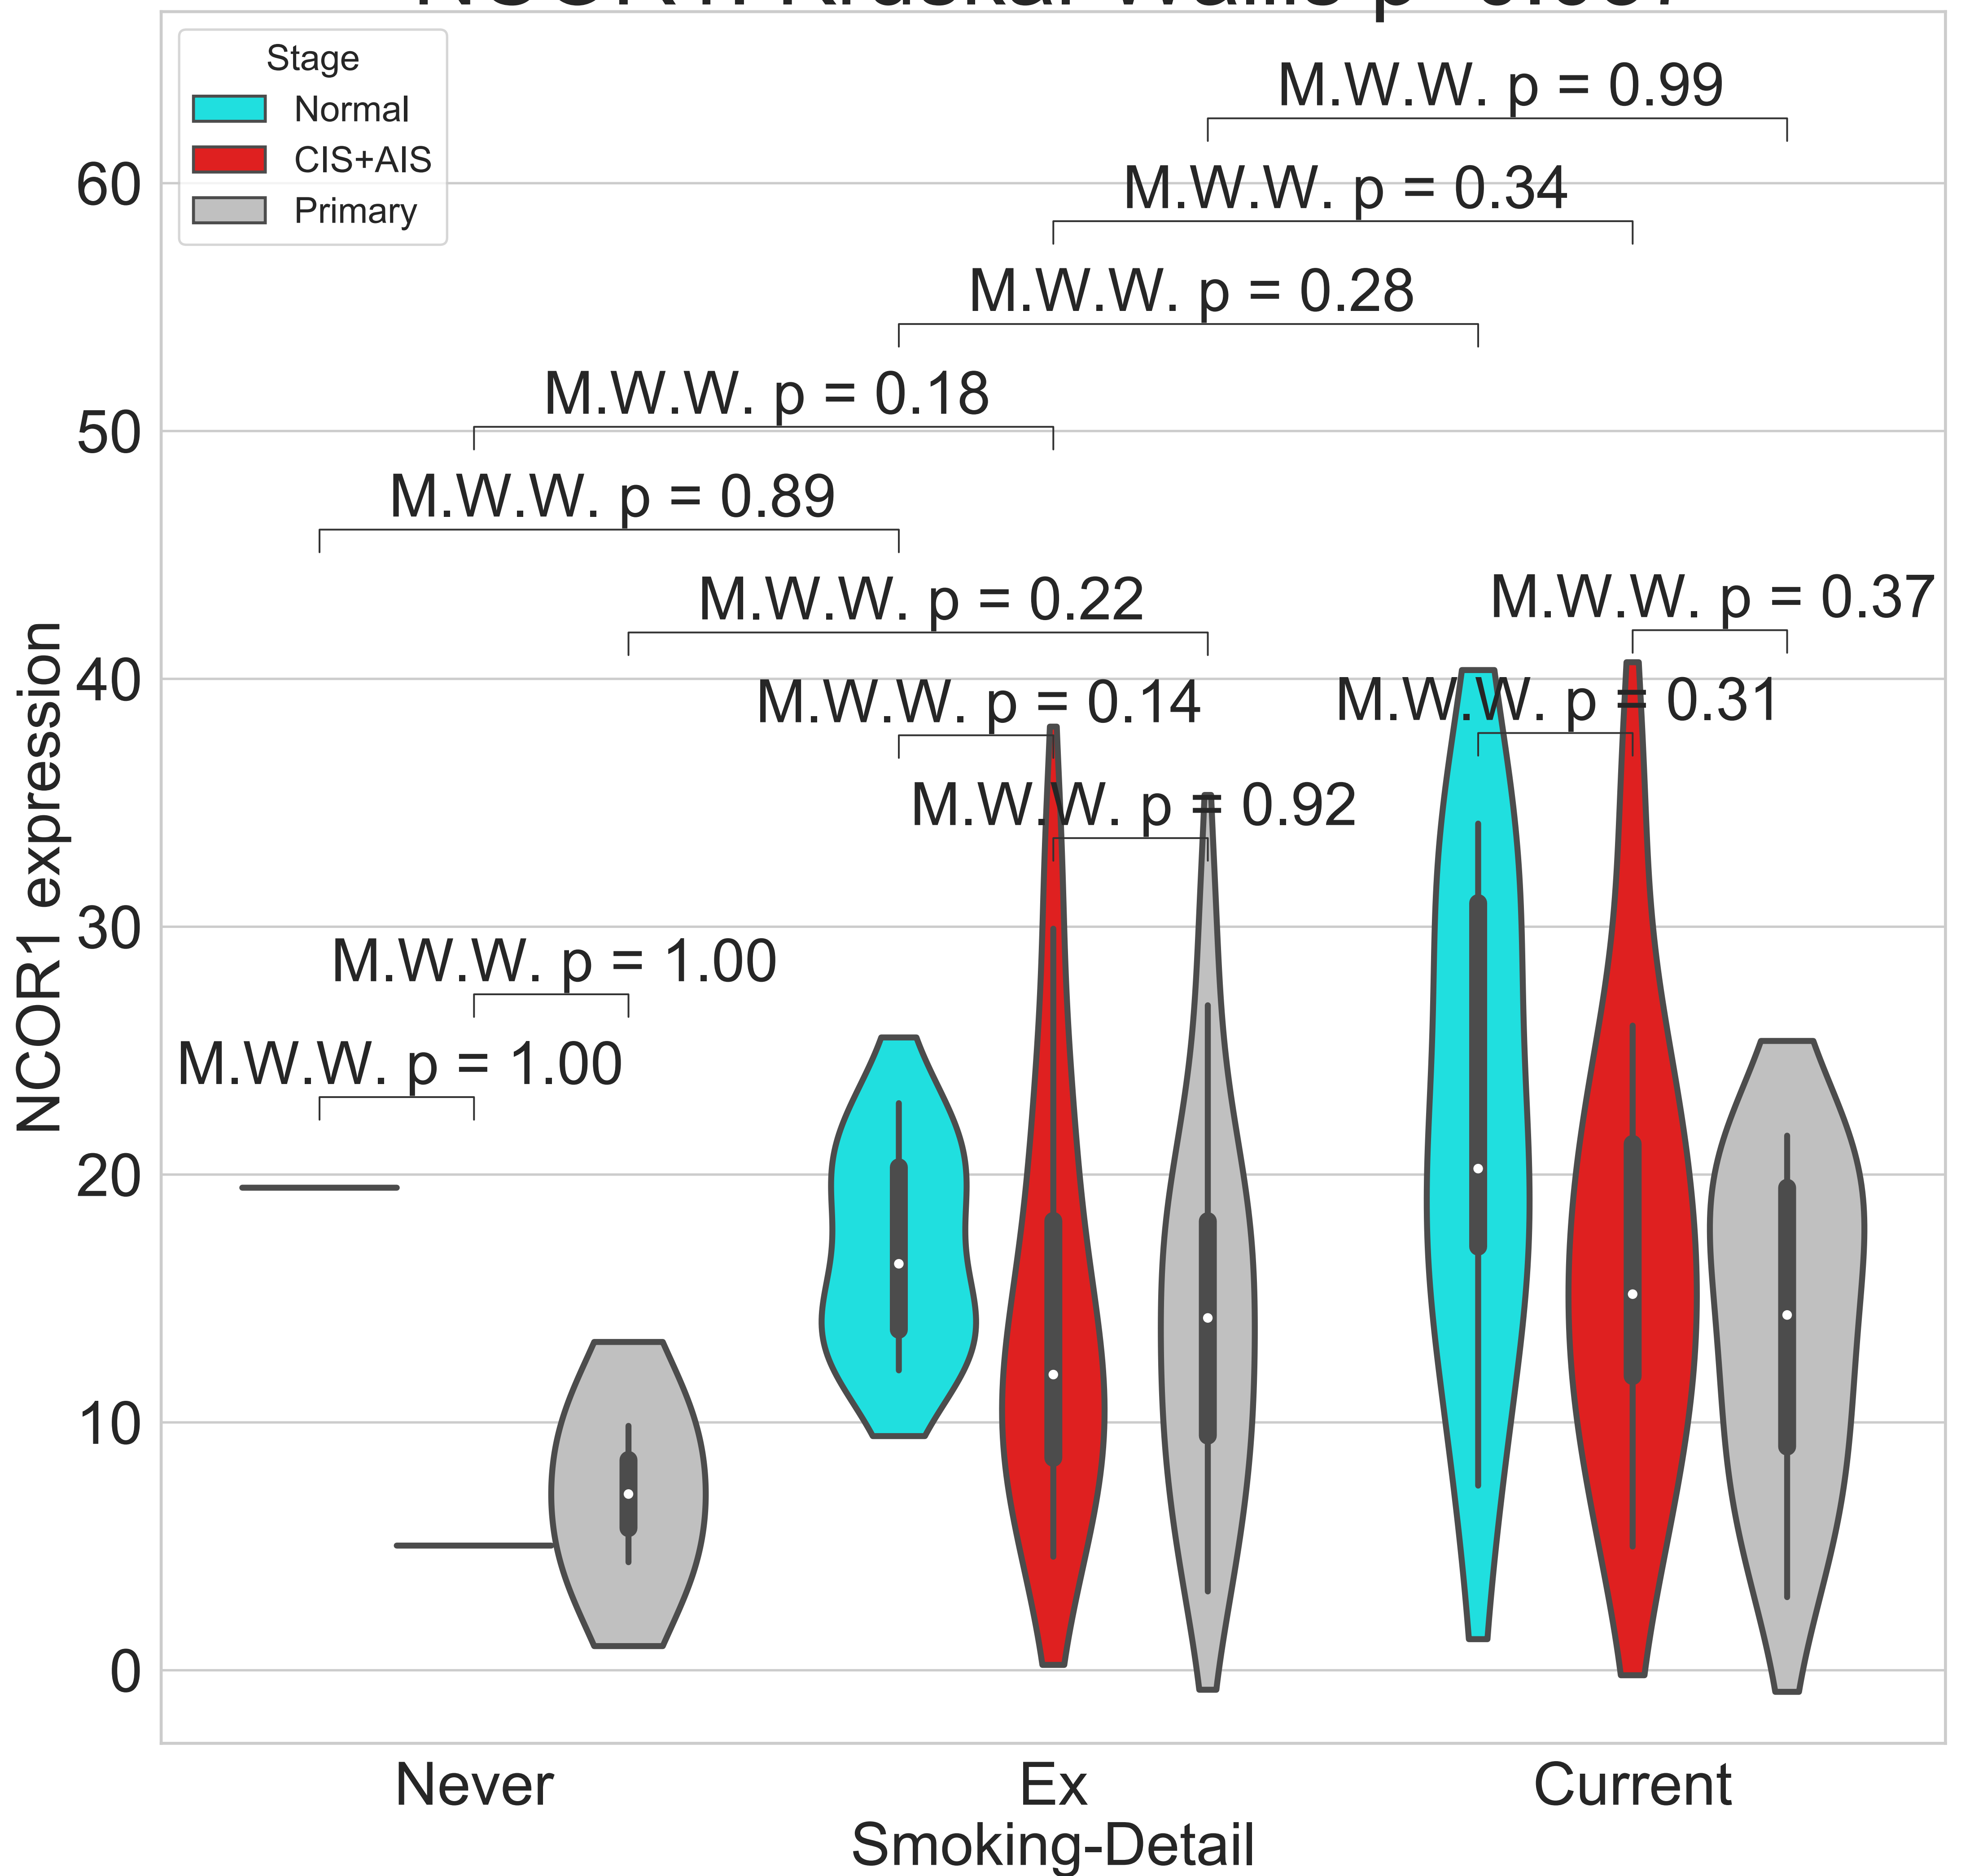 Stage
Normal
CIS+AIS
Primary
M.W.W. p = 0.99
M.W.W. p = 0.34
M.W.W. p = 0.28
M.W.W. p = 0.18
M.W.W. p = 0.89
M.W.W. p = 0.22
M.W.W. p = 0.37
M.W.W. p = 0.14
M.W.W. p = 0.31
M.W.W. p = 0.92
M.W.W. p = 1.00
M.W.W. p = 1.00
NCOR1 expression
60
50
40
30
20
10
0
Never
Ex
Current
Smoking-Detail